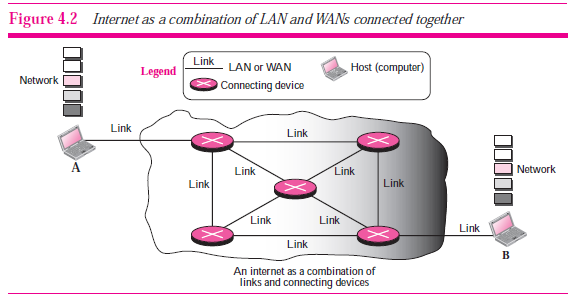 Figure 4.2 Internet as a combination of LAN and WANs connected together
Legend
Link
LAN or WAN
Connecting device
Host (computer)
Network
Link
A
Link
Link
Link
Link
Link
Link
Link
Link
Link
Network
B
An internet as a combination of
links and connecting devices